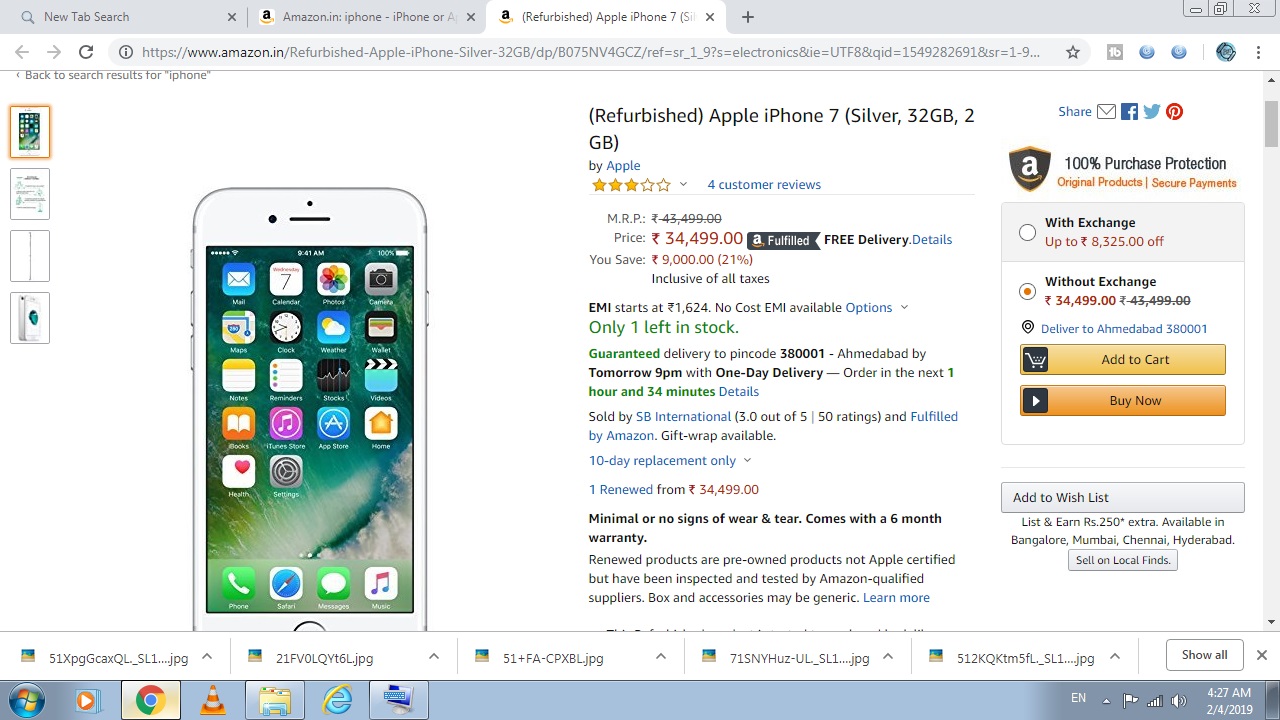 New Tab Search
Amazon.in: iphone - iPhone or A
(Refurbished) Apple iPhone 7 (Sil
https://www.amazon.in/Refurbished-Apple-iPhone-Silver-32GB/dp/B075NV4GCZ/ref=sr_1_9?s=electronics&ie=UTF8&qid=1549282691&sr=1-9...
‹ Back to search results for "iphone"
9:41 AM 100%
Wednesday
7
Mail Calendar Photos Camera
280
Maps Clock Weather Wallet
Notes Reminders Stocks Videos
iBooks iTunes Store App Store Home
Health Settings
Phone Safari Messages Music
(Refurbished) Apple iPhone 7 (Silver, 32GB, 2
GB)
by Apple
4 customer reviews
M.R.P.: ₹ 43,499.00
Price: ₹ 34,499.00 a Fulfilled FREE Delivery.Details
You Save: ₹ 9,000.00 (21%)
Inclusive of all taxes
EMI starts at ₹1,624. No Cost EMI available Options
Only 1 left in stock.
Guaranteed delivery to pincode 380001 - Ahmedabad by
Tomorrow 9pm with One-Day Delivery — Order in the next 1
hour and 34 minutes Details
Sold by SB International (3.0 out of 5 | 50 ratings) and Fulfilled
by Amazon. Gift-wrap available.
10-day replacement only
1 Renewed from ₹ 34,499.00
Minimal or no signs of wear & tear. Comes with a 6 month
warranty.
Renewed products are pre-owned products not Apple certified
but have been inspected and tested by Amazon-qualified
suppliers. Box and accessories may be generic. Learn more
Share
a 100% Purchase Protection
Original Products | Secure Payments
With Exchange
Up to ₹ 8,325.00 off
Without Exchange
₹ 34,499.00 ₹ 43,499.00
Deliver to Ahmedabad 380001
Add to Cart
Buy Now
Add to Wish List
List & Earn Rs.250* extra. Available in
Bangalore, Mumbai, Chennai, Hyderabad.
Sell on Local Finds.
51XpgGcaxQL_SL1....jpg
21FV0LQYt6L.jpg
51+FA-CPXBL.jpg
71SNYHuz-UL._SL1....jpg
512KQKtm5fL._SL1....jpg
Show all
EN
4:27 AM
2/4/2019